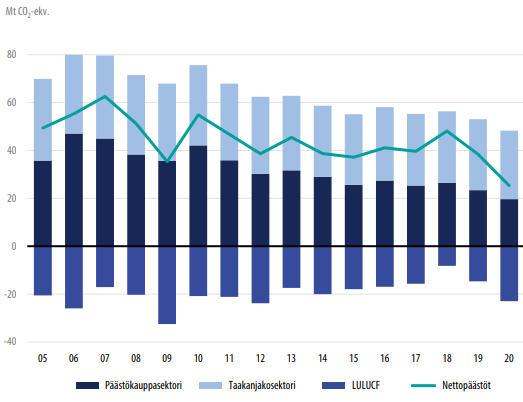 Mt CO₂-ekv.
80
60
40
20
0
-20
-40
05 06 07 08 09 10 11 12 13 14 15 16 17 18 19 20
Päästökauppasektori Taakanjakosektori LULUCF Nettopäästöt